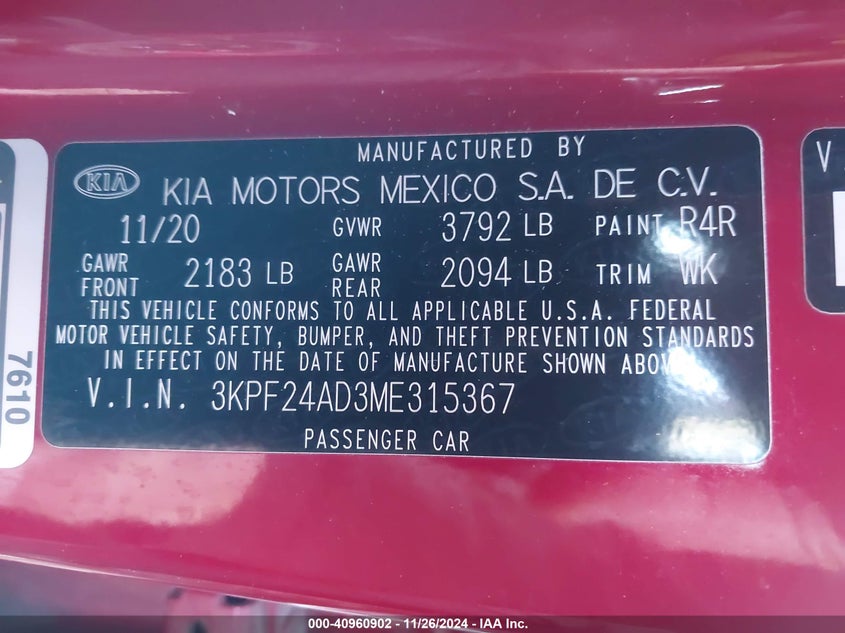 MANUFACTURED BY
KIA KIA MOTORS MEXICO S.A. DE C.V.
11/20 GVWR 3792 LB PAINT R4R
GAWR FRONT 2183 LB GAWR REAR 2094 LB TRIM WK
THIS VEHICLE CONFORMS TO ALL APPLICABLE U.S.A. FEDERAL
MOTOR VEHICLE SAFETY, BUMPER, AND THEFT PREVENTION STANDARDS
IN EFFECT ON THE DATE OF MANUFACTURE SHOWN ABOVE
V.I.N. 3KPF24AD3ME315367
PASSENGER CAR
7610
V
000-40960902 - 11/26/2024 - IAA Inc.